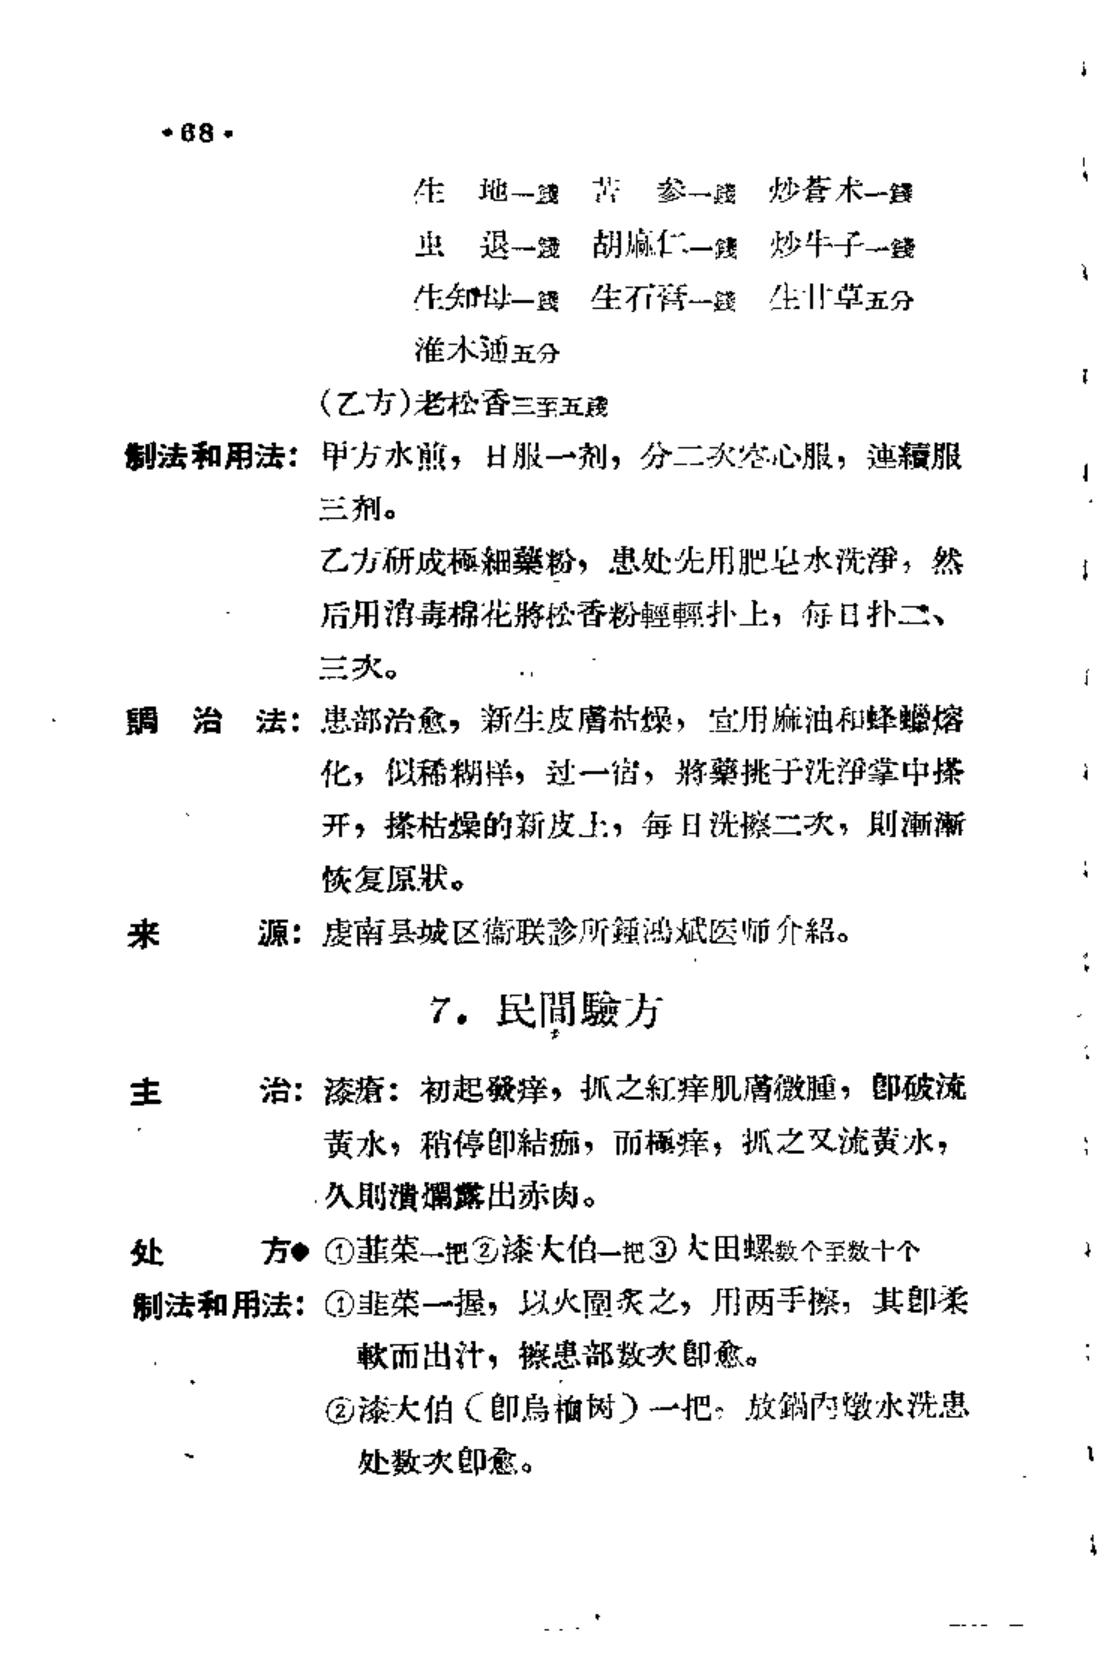 ·68·
生　地一錢　苦　参一錢　炒蒼术一錢
虫　退一錢　胡麻仁一錢　炒牛子一錢
生知母一錢　生石膏一錢　生甘草五分
淮木通五分
(乙方)老松香三至五錢
制法和用法：甲方水煎，日服一剂，分二次空心服，連續服
三剂。
乙方研成極細藥粉，患处先用肥皂水洗淨，然
后用消毒棉花將松香粉輕輕扑上，每日扑二、
三次。
調　治　法：患部治愈，新生皮膚枯燥，宜用麻油和蜂蠟熔
化，似稀糊样，过一宿，將藥挑于洗淨掌中搽
开，搽枯燥的新皮上，每日洗擦二次，則漸漸
恢复原狀。
来　　　源：虔南县城区衞联診所鍾鴻斌医师介紹。
7．民間驗方
主　　　治：漆瘡：初起發痒，抓之紅痒肌膚微腫，卽破流
黃水，稍停卽結痂，而極痒，抓之又流黃水，
久則潰爛露出赤肉。
处　　　方：①韮菜一把②漆大伯一把③大田螺数个至数十个
制法和用法：①韭菜一握，以火圍炙之，用两手擦，其卽柔
軟而出汁，擦患部数次卽愈。
②漆大伯（卽烏桕树）一把。放鍋內燉水洗患
处数次卽愈。